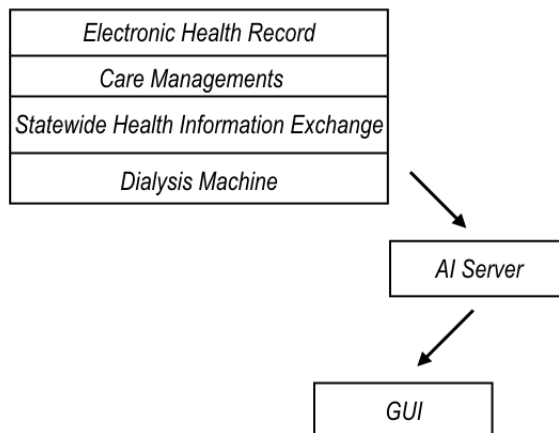 Electronic Health Record
Care Managements
Statewide Health Information Exchange
Dialysis Machine
AI Server
GUI